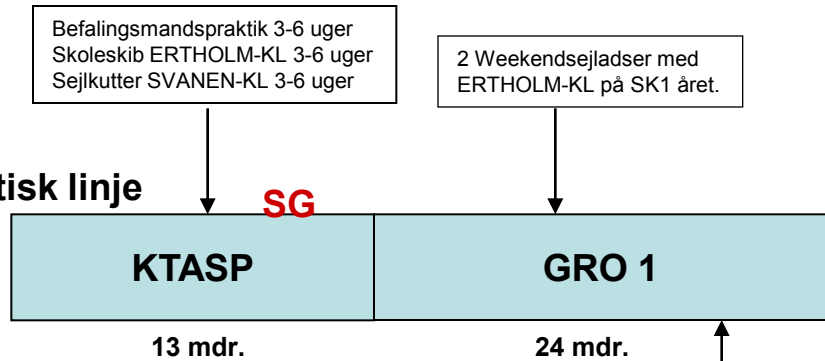 Befalingsmandspraktik 3-6 uger
Skoleskib ERTHOLM-KL 3-6 uger
Sejlkutter SVANEN-KL 3-6 uger
2 Weekendsejladser med
ERTHOLM-KL på SK1 året.
tisk linje
SG
KTASP
GRO 1
13 mdr.
24 mdr.